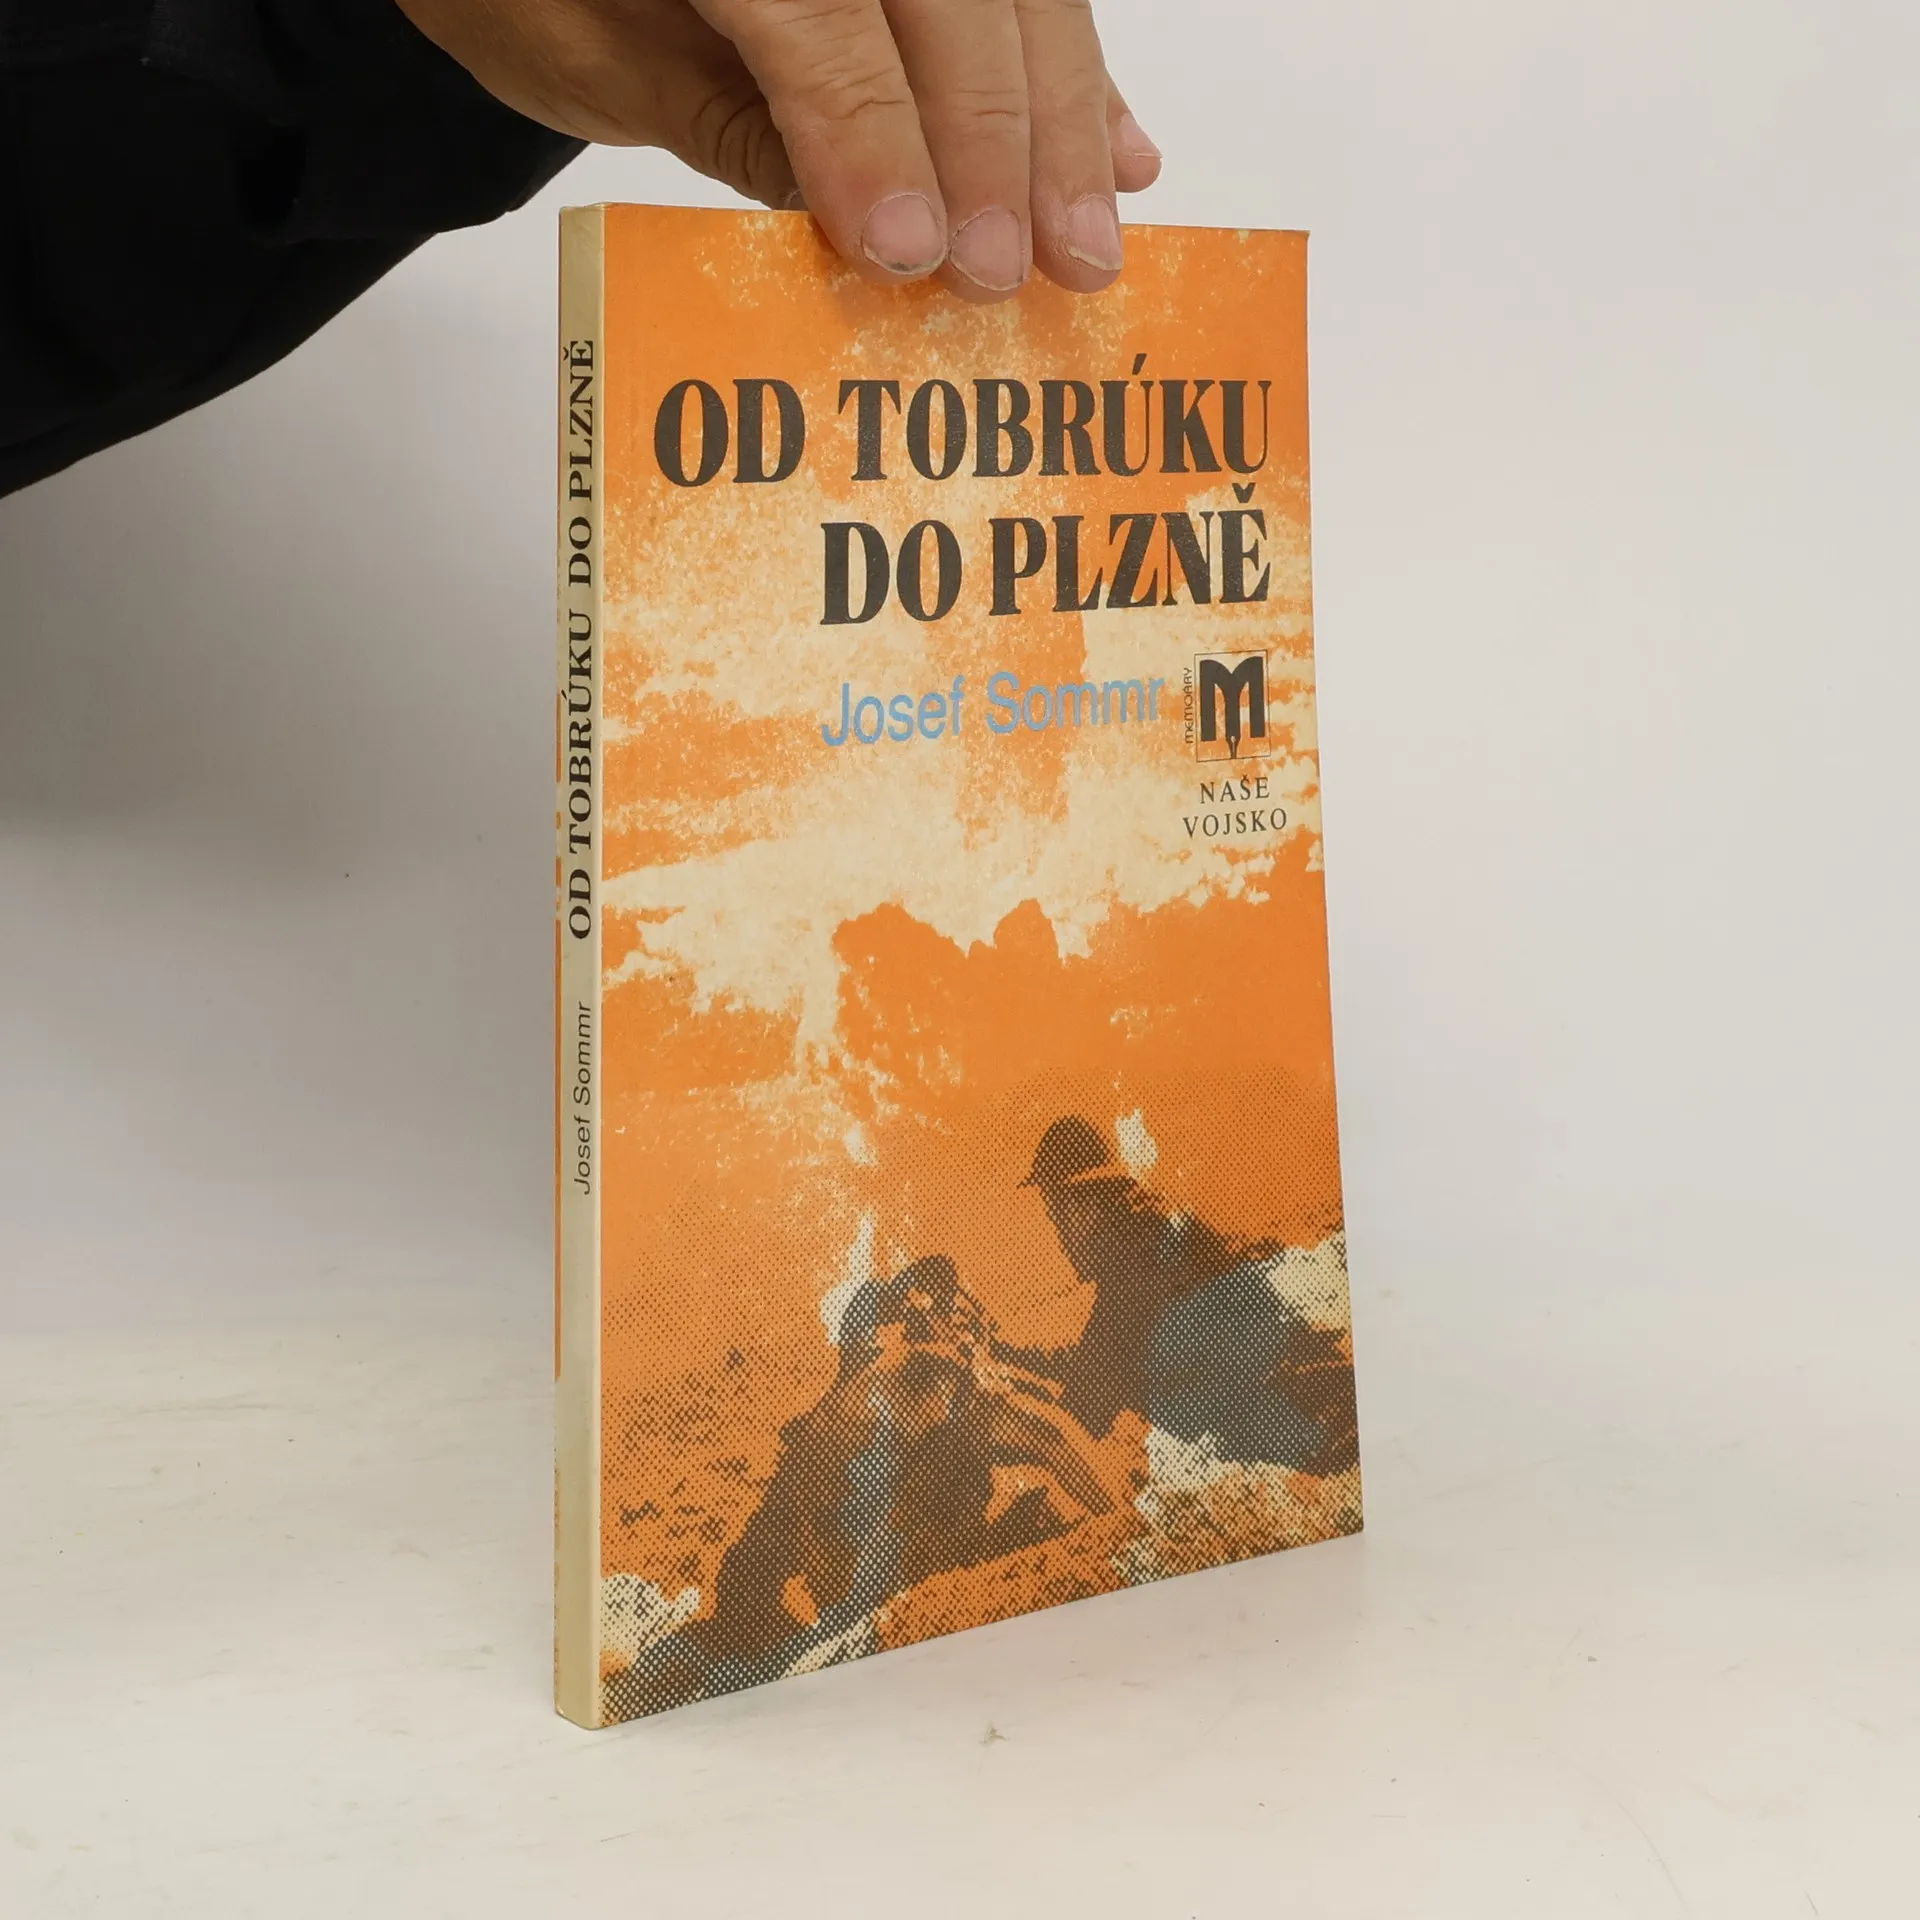 OD TOBRÚKU
DO PLZNĚ
Josef Sommr
MEMOÁRY
M
NAŠE
VOJSKO
Josef Sommr OD TOBRÚKU DO PLZNĚ